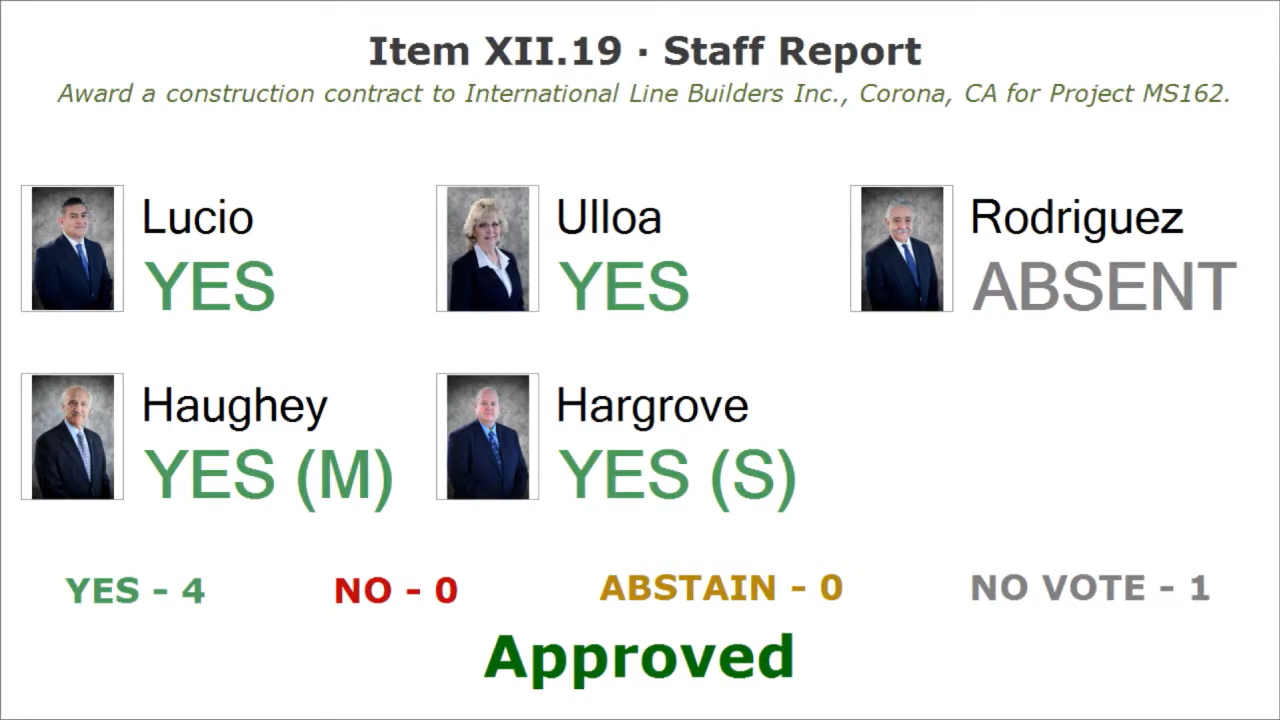 Item XII.19 · Staff Report
Award a construction contract to International Line Builders Inc., Corona, CA for Project MS162.
Lucio
YES
Ulloa
YES
Rodriguez
ABSENT
Haughey
YES (M)
Hargrove
YES (S)
YES - 4
NO - 0
ABSTAIN - 0
NO VOTE - 1
Approved